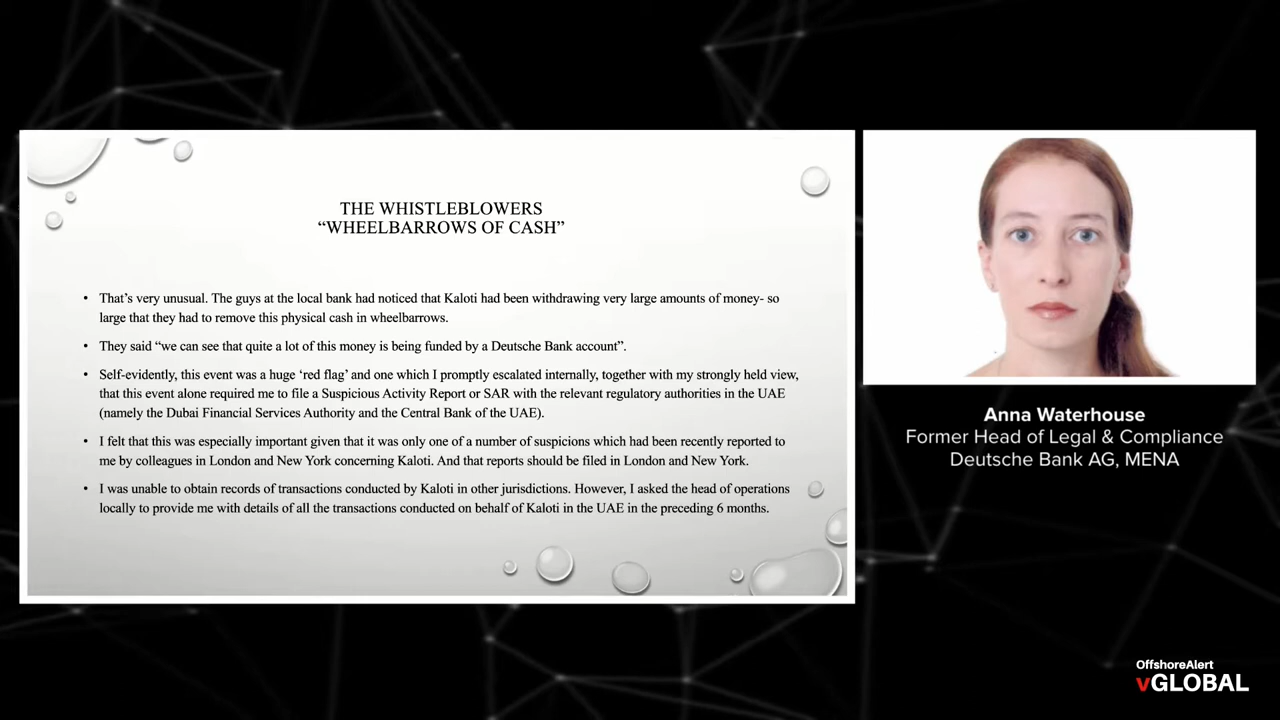 THE WHISTLEBLOWERS
“WHEELBARROWS OF CASH”
• That’s very unusual. The guys at the local bank had noticed that Kaloti had been withdrawing very large amounts of money- so
large that they had to remove this physical cash in wheelbarrows.
• They said “we can see that quite a lot of this money is being funded by a Deutsche Bank account”.
• Self-evidently, this event was a huge ‘red flag’ and one which I promptly escalated internally, together with my strongly held view,
that this event alone required me to file a Suspicious Activity Report or SAR with the relevant regulatory authorities in the UAE
(namely the Dubai Financial Services Authority and the Central Bank of the UAE).
• I felt that this was especially important given that it was only one of a number of suspicions which had been recently reported to
me by colleagues in London and New York concerning Kaloti. And that reports should be filed in London and New York.
• I was unable to obtain records of transactions conducted by Kaloti in other jurisdictions. However, I asked the head of operations
locally to provide me with details of all the transactions conducted on behalf of Kaloti in the UAE in the preceding 6 months.
Anna Waterhouse
Former Head of Legal & Compliance
Deutsche Bank AG, MENA
OffshoreAlert
vGLOBAL